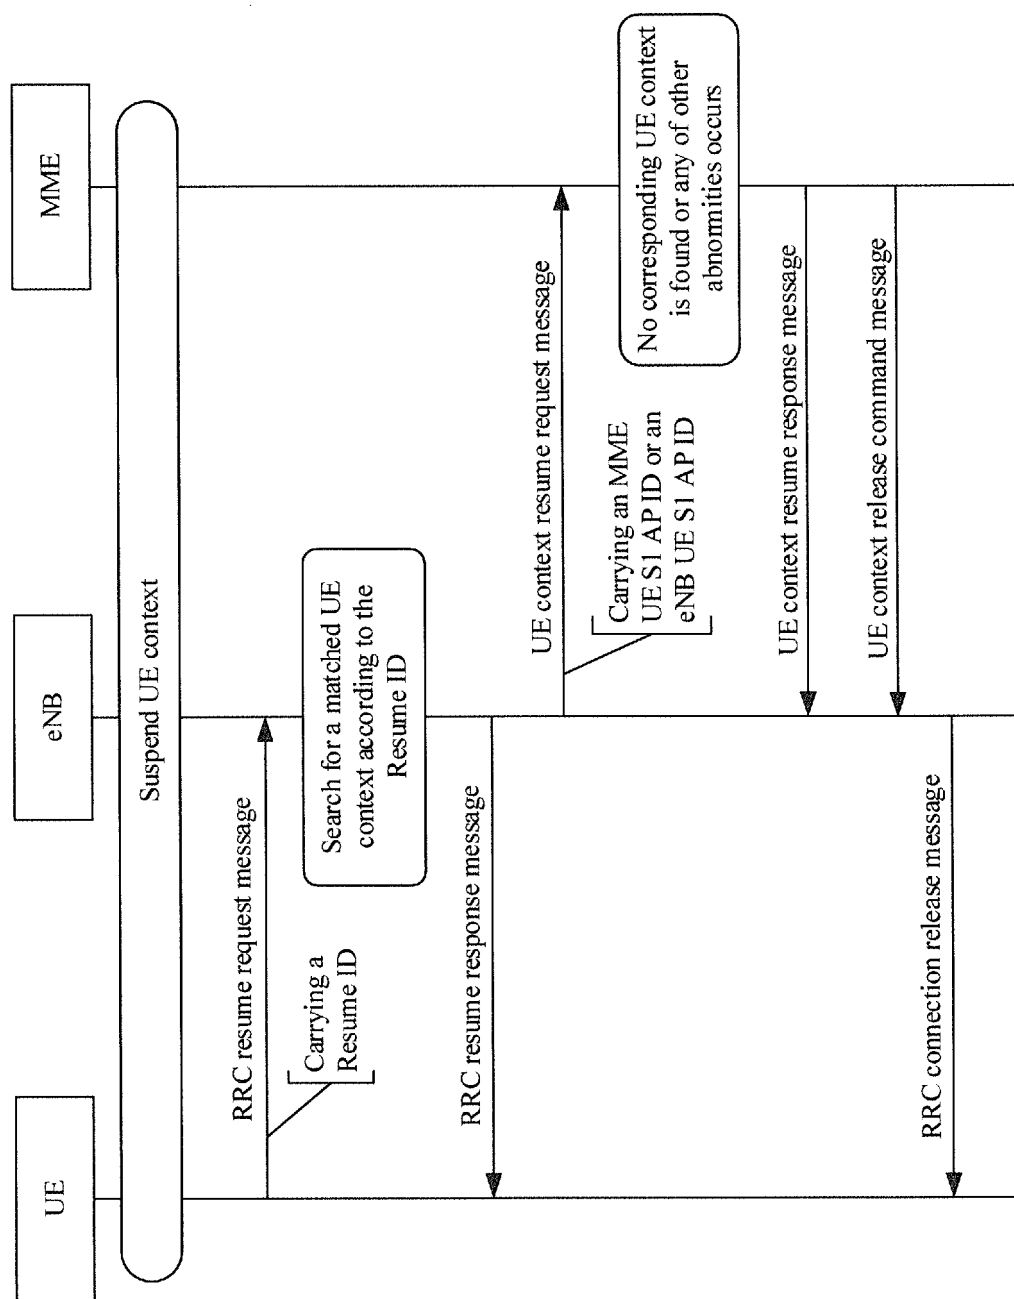 UE
eNB
MME
Suspend UE context
RRC resume request message
Carrying a
Resume ID
Search for a matched UE
context according to the
Resume ID
RRC resume response message
UE context resume request message
Carrying an MME
UE S1 AP ID or an
eNB UE S1 AP ID
No corresponding UE context
is found or any of other
abnormities occurs
UE context resume response message
UE context release command message
RRC connection release message